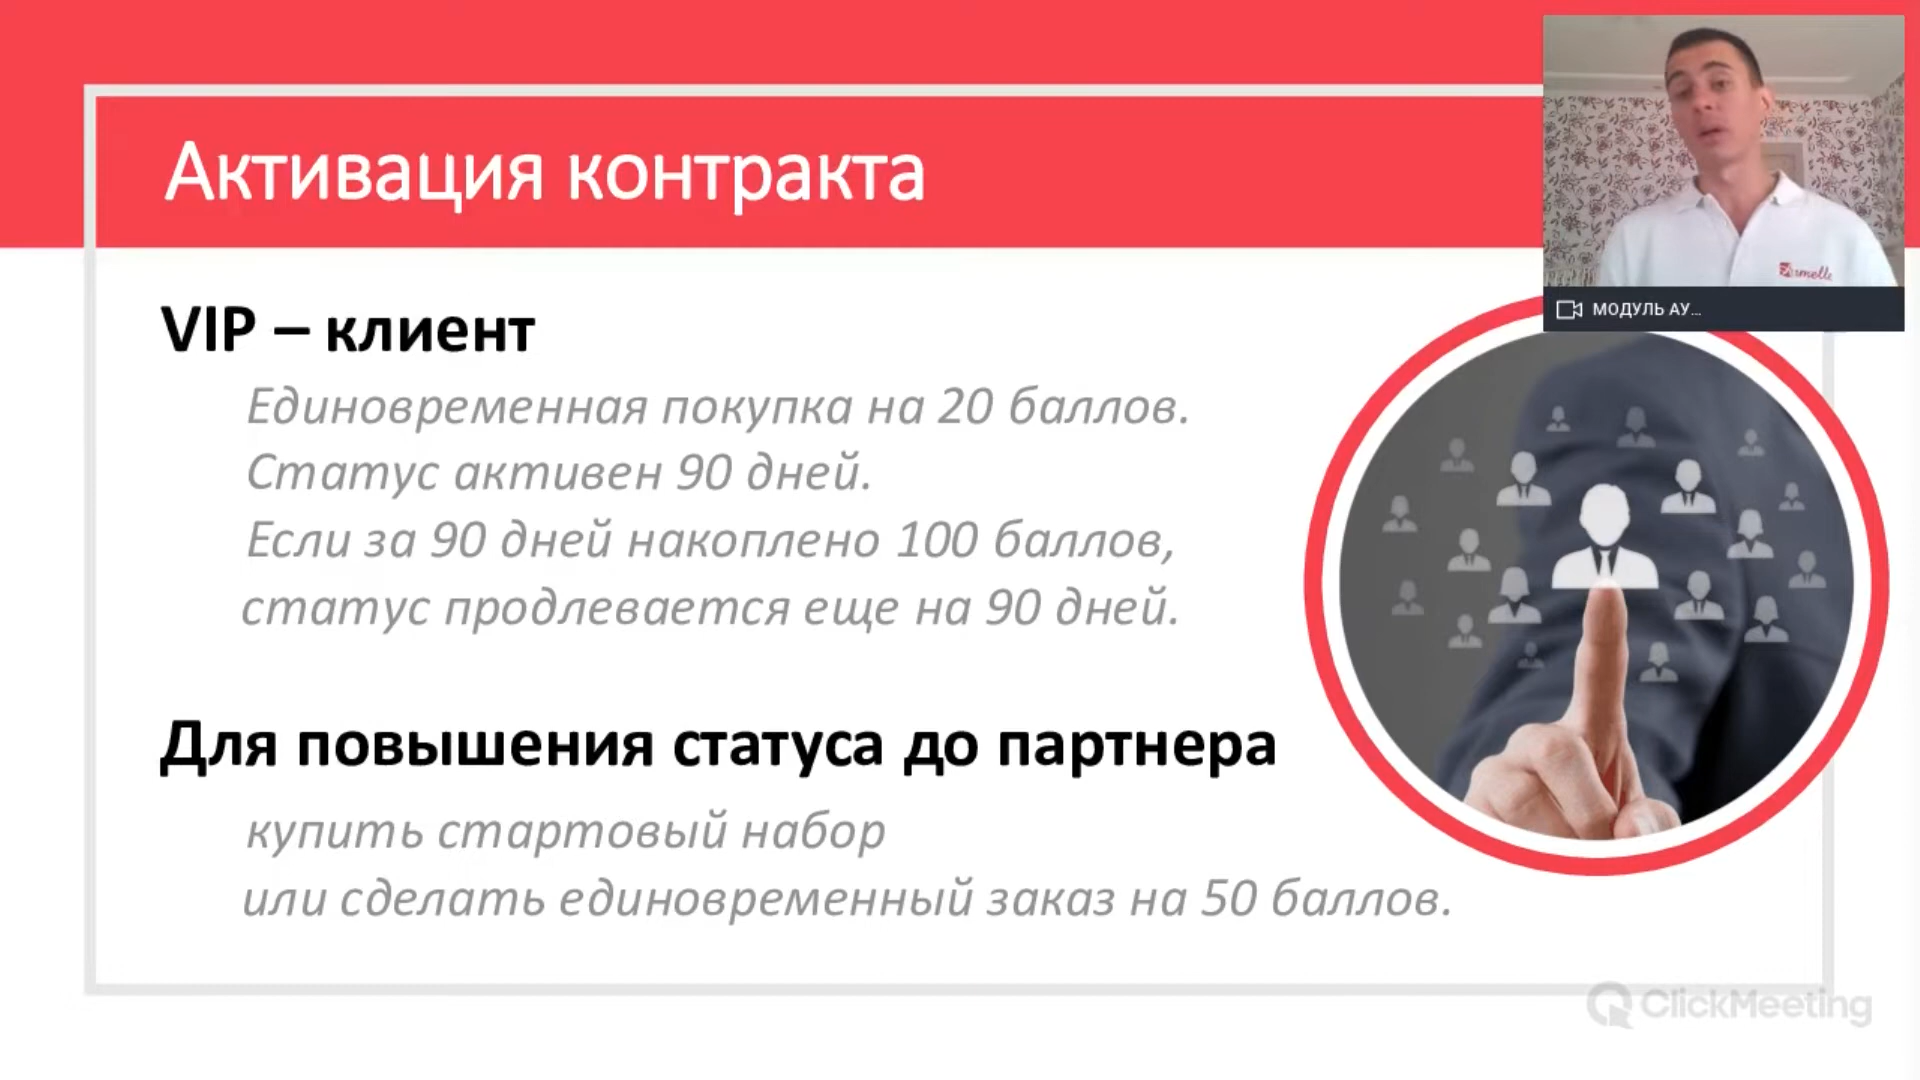 Активация контракта
VIP – клиент
Единовременная покупка на 20 баллов.
Статус активен 90 дней.
Если за 90 дней накоплено 100 баллов,
статус продлевается еще на 90 дней.
Для повышения статуса до партнера
купить стартовый набор
или сделать единовременный заказ на 50 баллов.
МОДУЛЬ АУ...
ClickMeeting